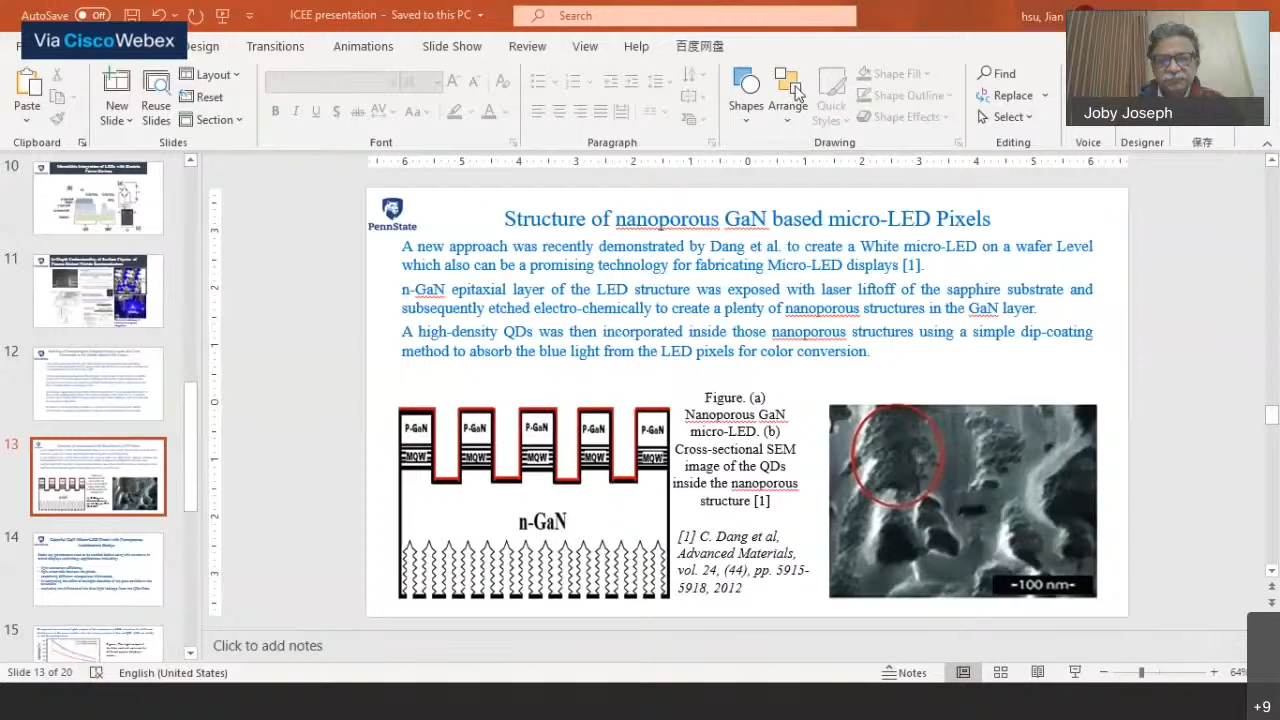 AutoSave Off
ICEE presentation - Saved to this PC
Search
hsu, Jian
Via Cisco Webex
Design
Transitions
Animations
Slide Show
Review
View
Help
百度网盘
Joby Joseph
Paste
New
Slide
Reuse
Slides
Layout
Reset
Section
Shapes
Arrange
Quick
Styles
Shape Fill
Shape Outline
Shape Effects
Find
Replace
Select
Clipboard
Slides
Font
Paragraph
Drawing
Editing
Voice
Designer
保存
10
11
12
13
14
15
PennState
Structure of nanoporous GaN based micro-LED Pixels
A new approach was recently demonstrated by Dang et al. to create a White micro-LED on a wafer Level
which also can be a promising technology for fabricating Micro-LED displays [1].
n-GaN epitaxial layer of the LED structure was exposed with laser liftoff of the sapphire substrate and
subsequently etched electro-chemically to create a plenty of nanoporous structures in the GaN layer.
A high-density QDs was then incorporated inside those nanoporous structures using a simple dip-coating
method to absorb the blue light from the LED pixels for color conversion.
P-GaN P-GaN P-GaN P-GaN P-GaN
MQW MQW MQW MQW MQW
n-GaN
Figure. (a)
Nanoporous GaN
micro-LED, (b)
Cross-sectional SEM
image of the QDs
inside the nanoporous
structure [1]
[1] C. Dang et al,
Advanced Materials,
vol. 24, (44), pp. 5915-
5918, 2012
100 nm
Click to add notes
Slide 13 of 20
English (United States)
Notes
64%
+9